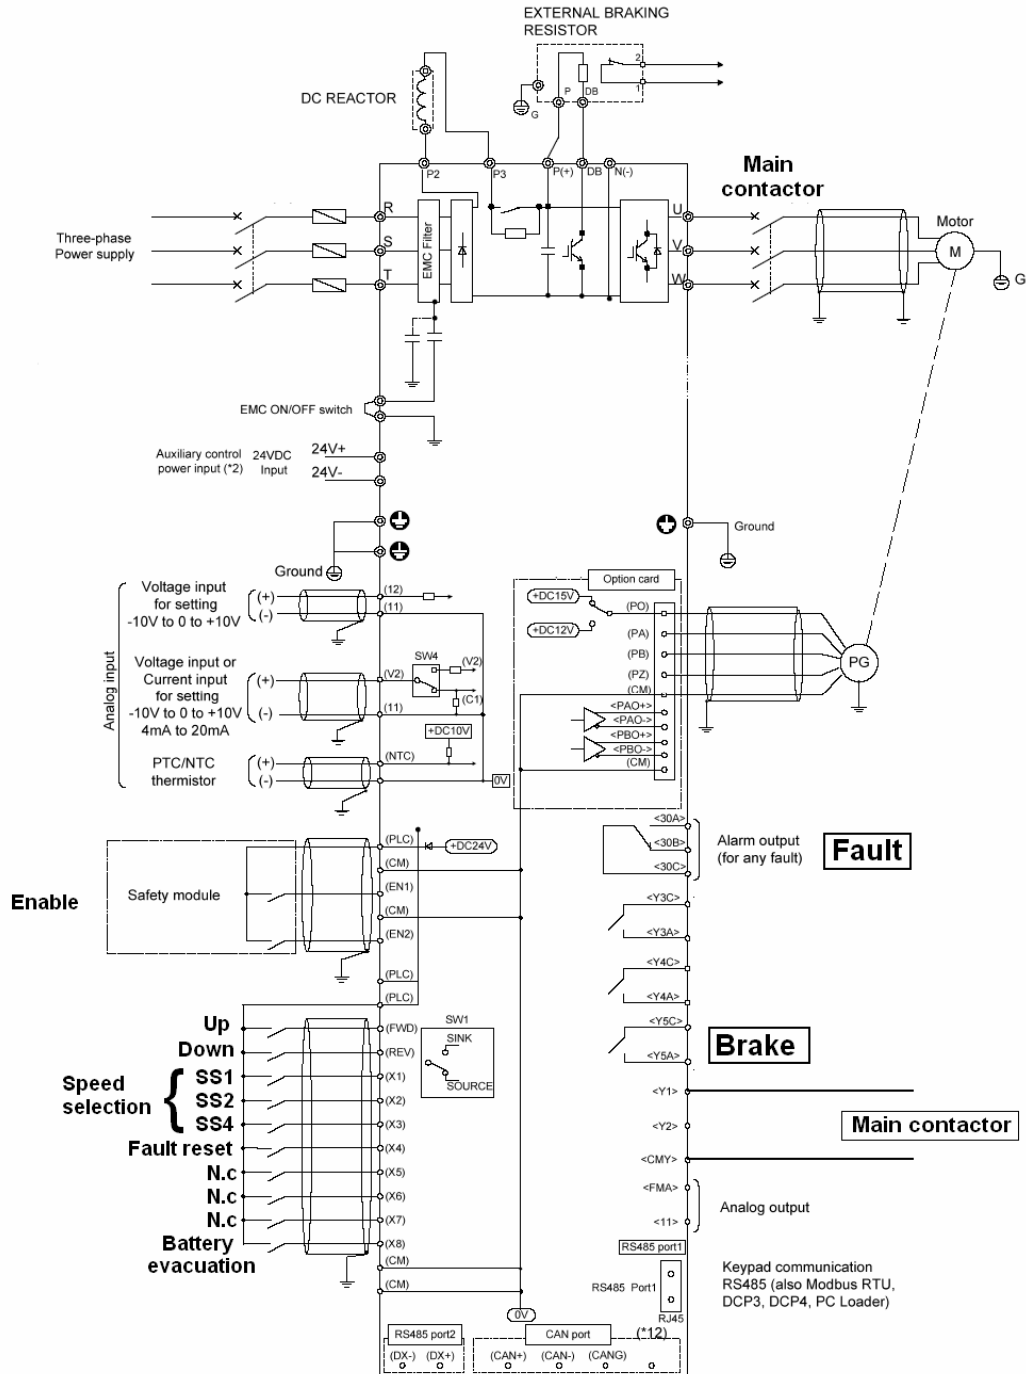 EXTERNAL BRAKING
RESISTOR
2
1
P
DB
G
DC REACTOR
P2
P3
P(+)
DB
N(-)
Main
contactor
Three-phase
Power supply
R
S
T
EMC Filter
U
V
W
Motor
M
G
EMC ON/OFF switch
Auxiliary control
power input (*2)
24VDC
Input
24V+
24V-
Ground
Ground
Analog input
Voltage input
for setting
-10V to 0 to +10V
(+)
(-)
(12)
(11)
Voltage input or
Current input
for setting
-10V to 0 to +10V
4mA to 20mA
(+)
(-)
(V2)
(11)
SW4
(V2)
(C1)
+DC10V
PTC/NTC
thermistor
(+)
(-)
(NTC)
0V
Option card
+DC15V
+DC12V
(PO)
(PA)
(PB)
(PZ)
(CM)
<PAO+>
<PAO->
<PBO+>
<PBO->
(CM)
PG
Enable
Safety module
(PLC)
+DC24V
(CM)
(EN1)
(CM)
(EN2)
(PLC)
(PLC)
<30A>
<30B>
<30C>
Alarm output
(for any fault)
Fault
<Y3C>
<Y3A>
<Y4C>
<Y4A>
<Y5C>
<Y5A>
Brake
Up
(FWD)
Down
(REV)
Speed
selection
SS1
(X1)
SS2
(X2)
SS4
(X3)
Fault reset
(X4)
N.c
(X5)
N.c
(X6)
N.c
(X7)
Battery
evacuation
(X8)
(CM)
(CM)
SW1
SINK
SOURCE
<Y1>
<Y2>
<CMY>
Main contactor
<FMA>
<11>
Analog output
RS485 port1
RS485 Port1
RJ45
Keypad communication
RS485 (also Modbus RTU,
DCP3, DCP4, PC Loader)
0V
RS485 port2
(DX-) (DX+)
CAN port
(*12)
(CAN+) (CAN-) (CANG)